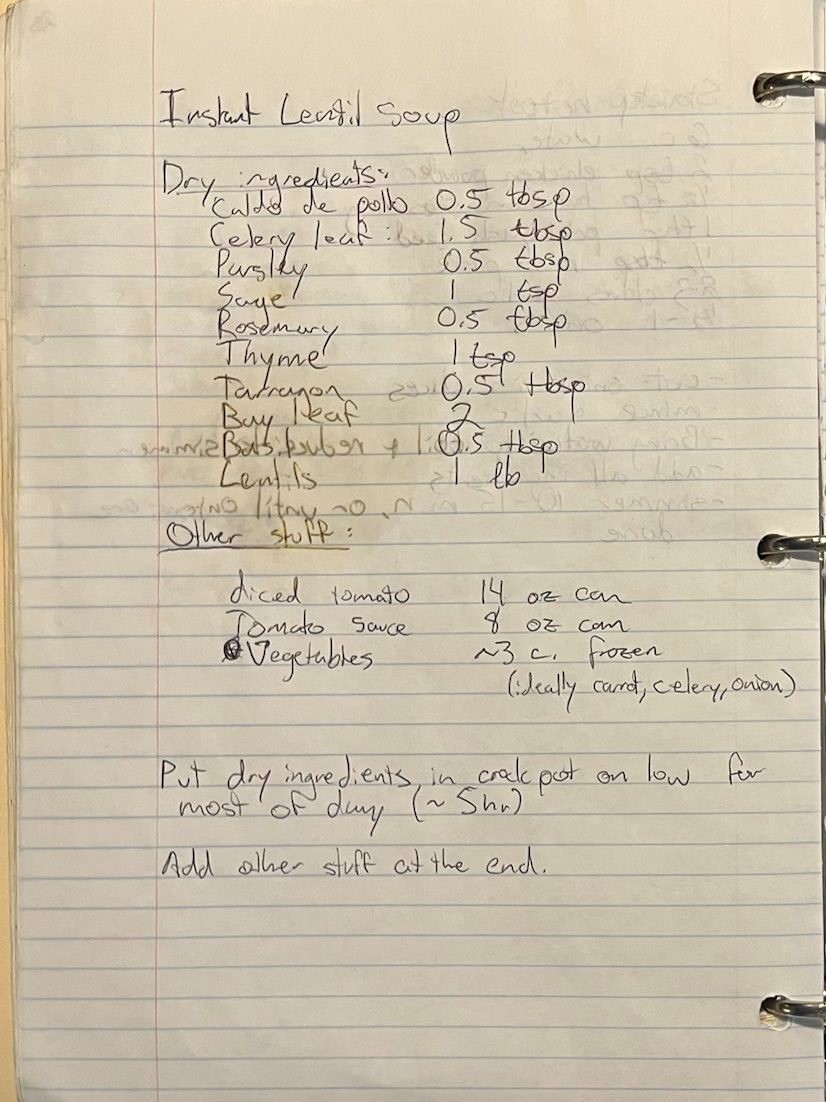 Instant Lentil Soup
Dry ingredients:
Caldo de pollo 0.5 tbsp
Celery leaf: 1.5 tbsp
Parsley 0.5 tbsp
Sage 1 tsp
Rosemary 0.5 tbsp
Thyme 1 tsp
Tarragon 0.5 tbsp
Bay leaf 2
Basil 0.5 tbsp
Lentils 1 lb
Other stuff:
diced tomato 14 oz can
Tomato sauce 8 oz can
Vegetables ~3 c. frozen
(ideally carrot, celery, onion)
Put dry ingredients in crock pot on low for
most of day (~5hr)
Add other stuff at the end.